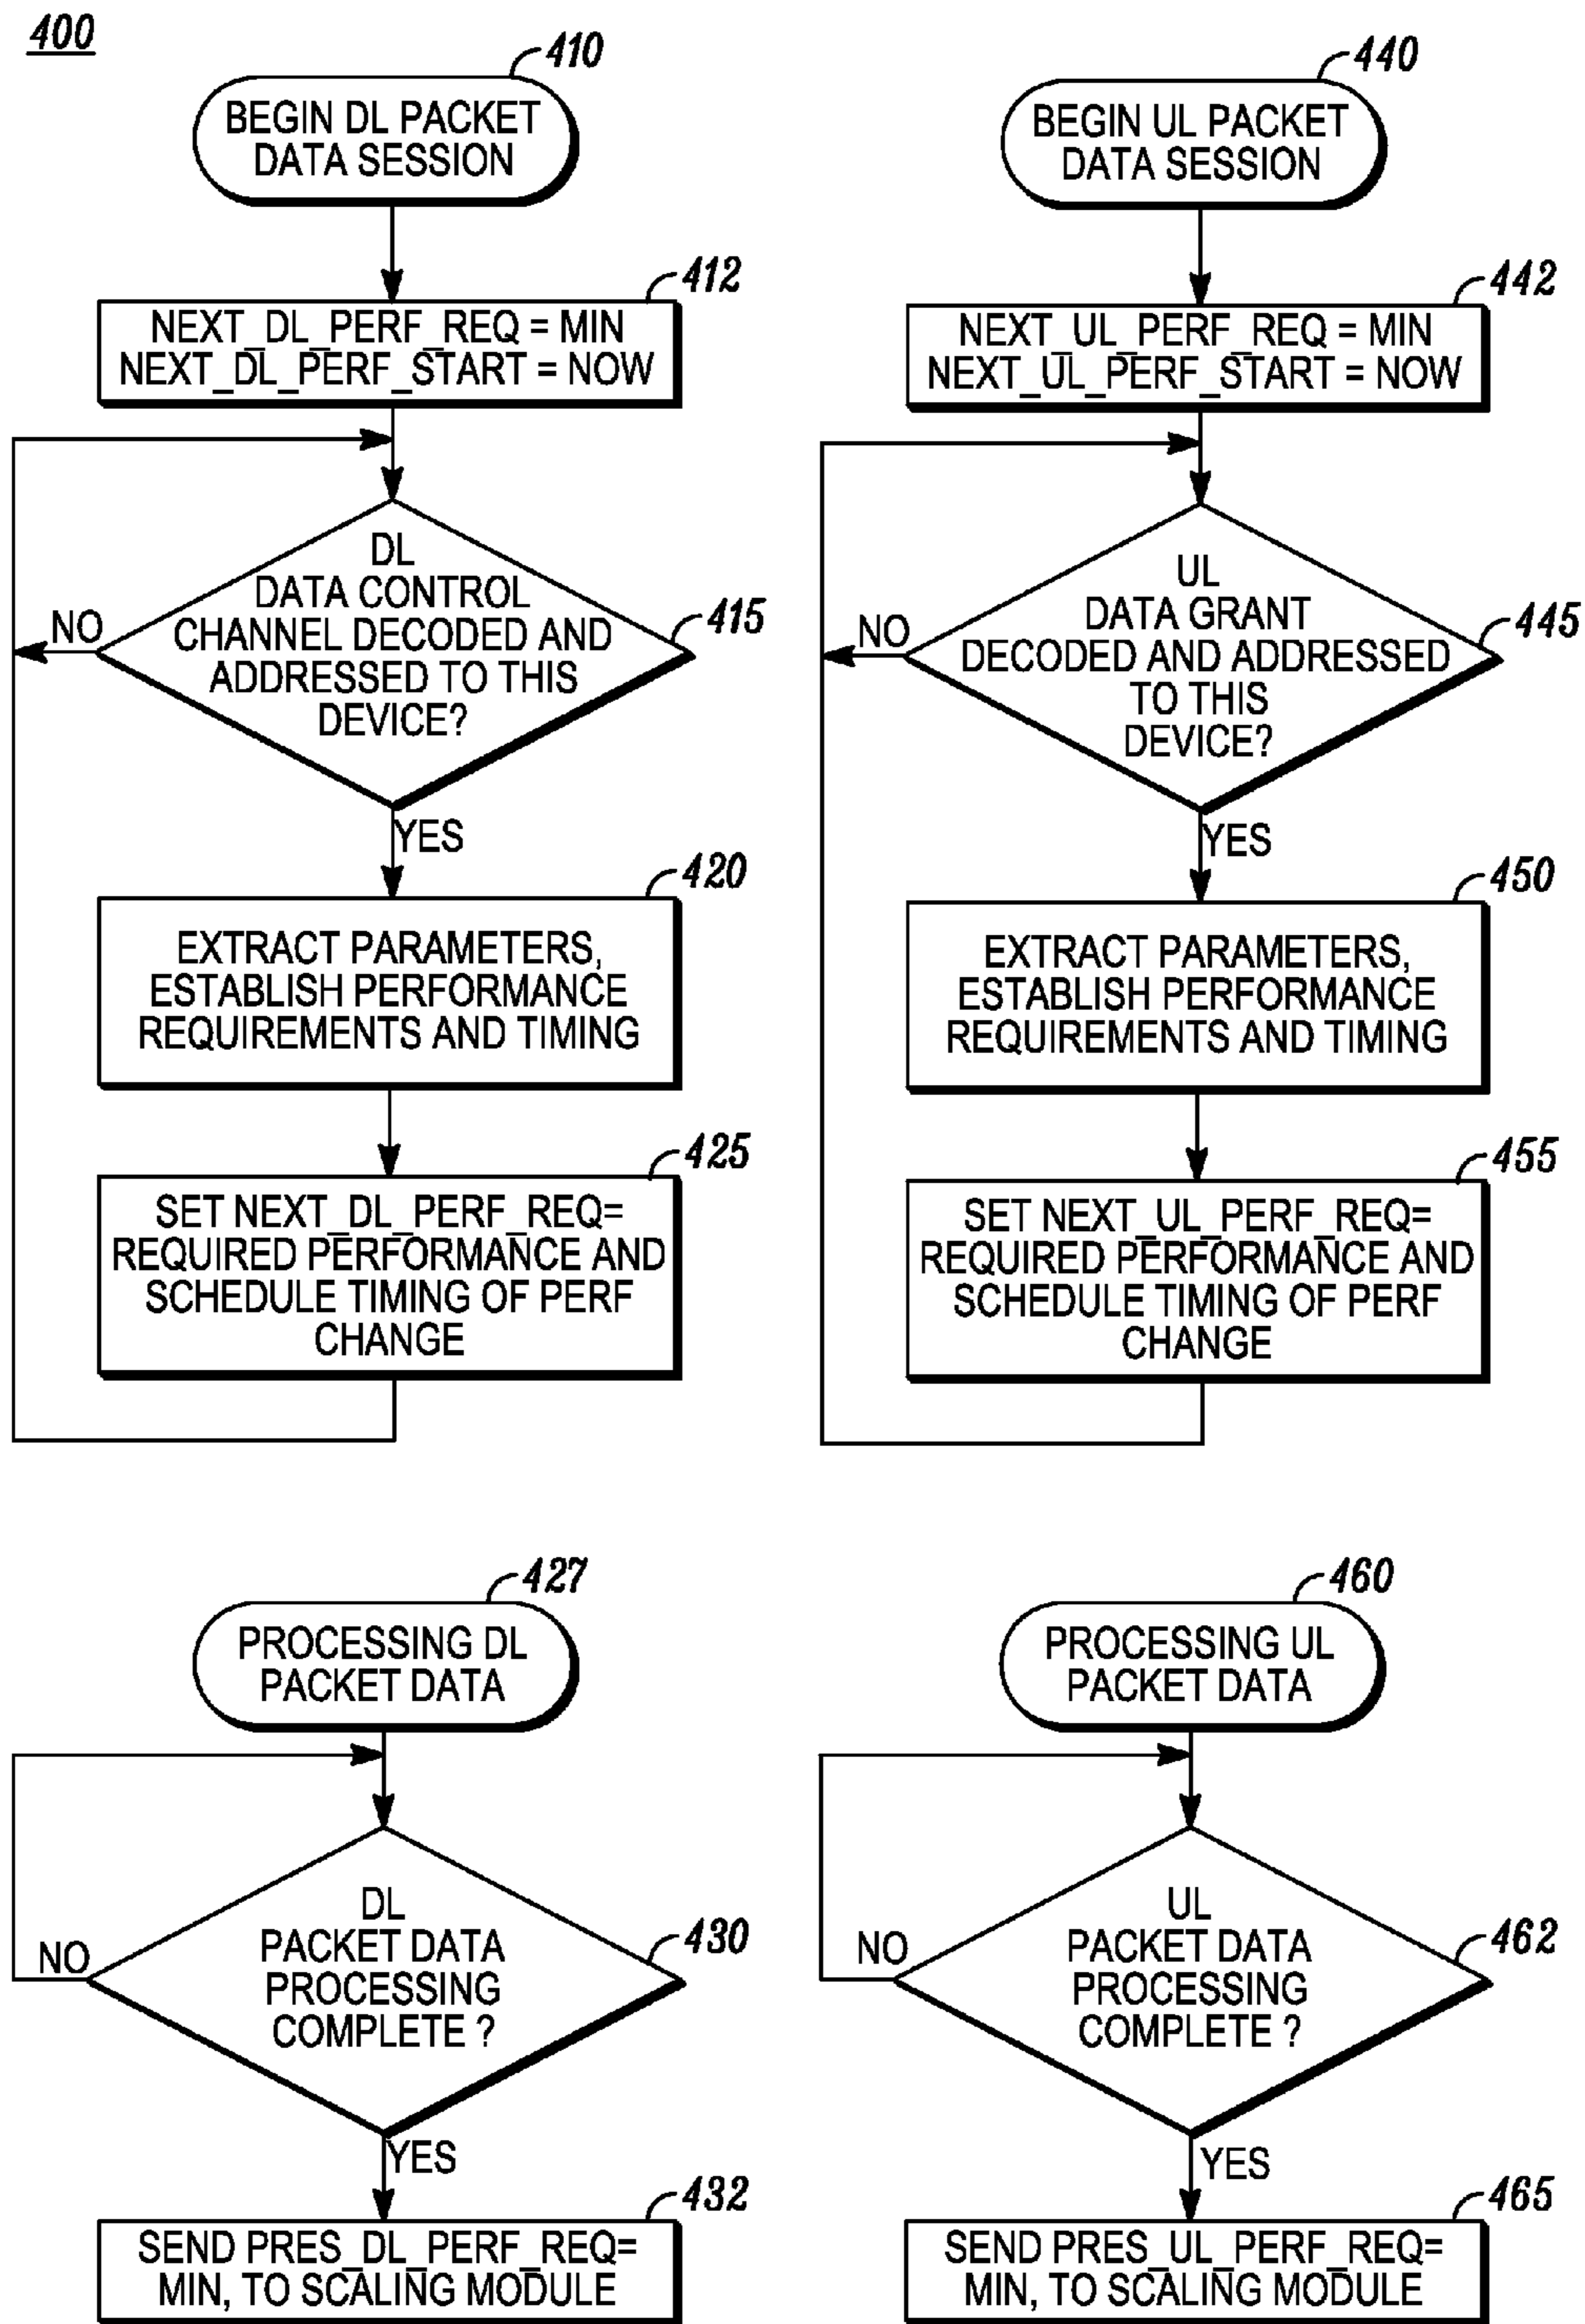 400
410
BEGIN DL PACKET
DATA SESSION
412
NEXT_DL_PERF_REQ = MIN
NEXT_DL_PERF_START = NOW
DL
DATA CONTROL
CHANNEL DECODED AND
ADDRESSED TO THIS
DEVICE?
415
NO
YES
420
EXTRACT PARAMETERS,
ESTABLISH PERFORMANCE
REQUIREMENTS AND TIMING
425
SET NEXT_DL_PERF_REQ=
REQUIRED PERFORMANCE AND
SCHEDULE TIMING OF PERF
CHANGE
440
BEGIN UL PACKET
DATA SESSION
442
NEXT_UL_PERF_REQ = MIN
NEXT_UL_PERF_START = NOW
UL
DATA GRANT
DECODED AND ADDRESSED
TO THIS
DEVICE?
445
NO
YES
450
EXTRACT PARAMETERS,
ESTABLISH PERFORMANCE
REQUIREMENTS AND TIMING
455
SET NEXT_UL_PERF_REQ=
REQUIRED PERFORMANCE AND
SCHEDULE TIMING OF PERF
CHANGE
427
PROCESSING DL
PACKET DATA
DL
PACKET DATA
PROCESSING
COMPLETE ?
430
NO
YES
432
SEND PRES_DL_PERF_REQ=
MIN, TO SCALING MODULE
460
PROCESSING UL
PACKET DATA
UL
PACKET DATA
PROCESSING
COMPLETE ?
462
NO
YES
465
SEND PRES_UL_PERF_REQ=
MIN, TO SCALING MODULE